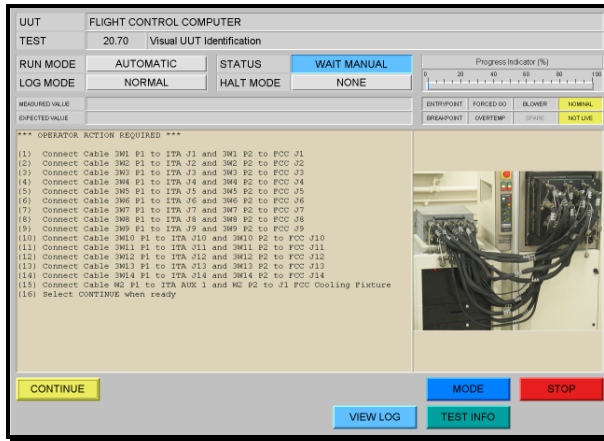 UUT FLIGHT CONTROL COMPUTER
TEST 20.70 Visual UUT Identification
RUN MODE AUTOMATIC STATUS WAIT MANUAL
LOG MODE NORMAL HALT MODE NONE
Progress Indicator (%)
0 20 40 60 80 100
MEASURED VALUE
EXPECTED VALUE
ENTRYPOINT FORCED GO BLOWER NOMINAL
BREAKPOINT OVERTEMP SPARE NOT LIVE
*** OPERATOR ACTION REQUIRED ***
(1) Connect Cable 3W1 P1 to ITA J1 and 3W1 P2 to FCC J1
(2) Connect Cable 3W2 P1 to ITA J2 and 3W2 P2 to FCC J2
(3) Connect Cable 3W3 P1 to ITA J3 and 3W3 P2 to FCC J3
(4) Connect Cable 3W4 P1 to ITA J4 and 3W4 P2 to FCC J4
(5) Connect Cable 3W5 P1 to ITA J5 and 3W5 P2 to FCC J5
(6) Connect Cable 3W6 P1 to ITA J6 and 3W6 P2 to FCC J6
(7) Connect Cable 3W7 P1 to ITA J7 and 3W7 P2 to FCC J7
(8) Connect Cable 3W8 P1 to ITA J8 and 3W8 P2 to FCC J8
(9) Connect Cable 3W9 P1 to ITA J9 and 3W9 P2 to FCC J9
(10) Connect Cable 3W10 P1 to ITA J10 and 3W10 P2 to FCC J10
(11) Connect Cable 3W11 P1 to ITA J11 and 3W11 P2 to FCC J11
(12) Connect Cable 3W12 P1 to ITA J12 and 3W12 P2 to FCC J12
(13) Connect Cable 3W13 P1 to ITA J13 and 3W13 P2 to FCC J13
(14) Connect Cable 3W14 P1 to ITA J14 and 3W14 P2 to FCC J14
(15) Connect Cable W2 P1 to ITA AUX 1 and W2 P2 to J1 FCC Cooling Fixture
(16) Select CONTINUE when ready
CONTINUE MODE STOP
VIEW LOG TEST INFO